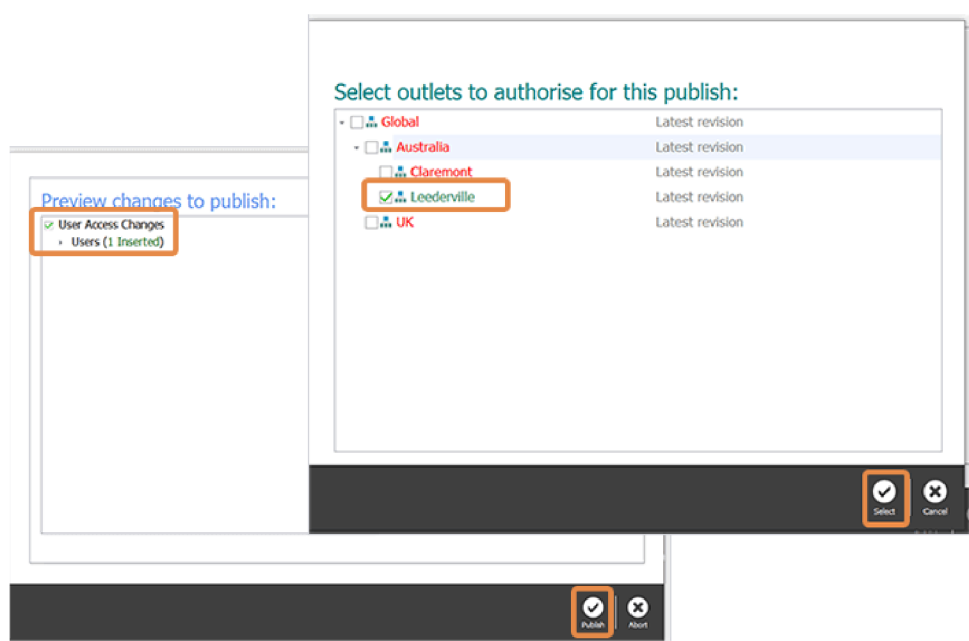 Select outlets to authorise for this publish:
Global Latest revision
Australia Latest revision
Claremont Latest revision
Leederville Latest revision
UK Latest revision
Select Cancel
Preview changes to publish:
User Access Changes
Users (1 Inserted)
Publish Abort